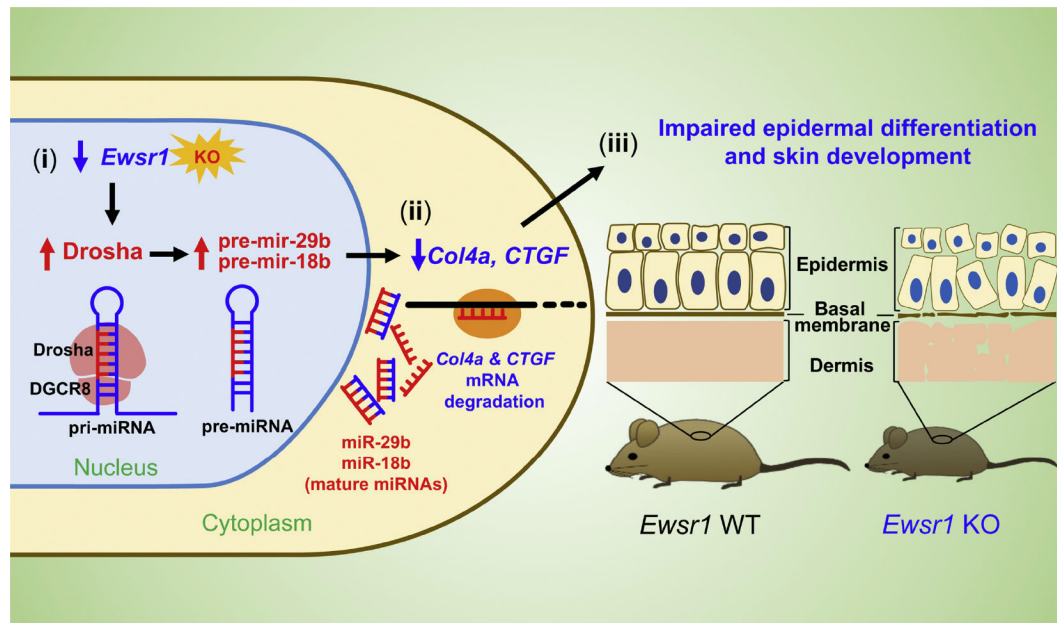 (i) ↓ Ewsr1 KO
↑ Drosha
↑ pre-mir-29b
pre-mir-18b
Drosha
DGCR8
pri-miRNA
pre-miRNA
Nucleus
Cytoplasm
(ii)
↓ Col4a, CTGF
Col4a & CTGF
mRNA
degradation
miR-29b
miR-18b
(mature miRNAs)
(iii)
Impaired epidermal differentiation
and skin development
Epidermis
Basal
membrane
Dermis
Ewsr1 WT
Ewsr1 KO